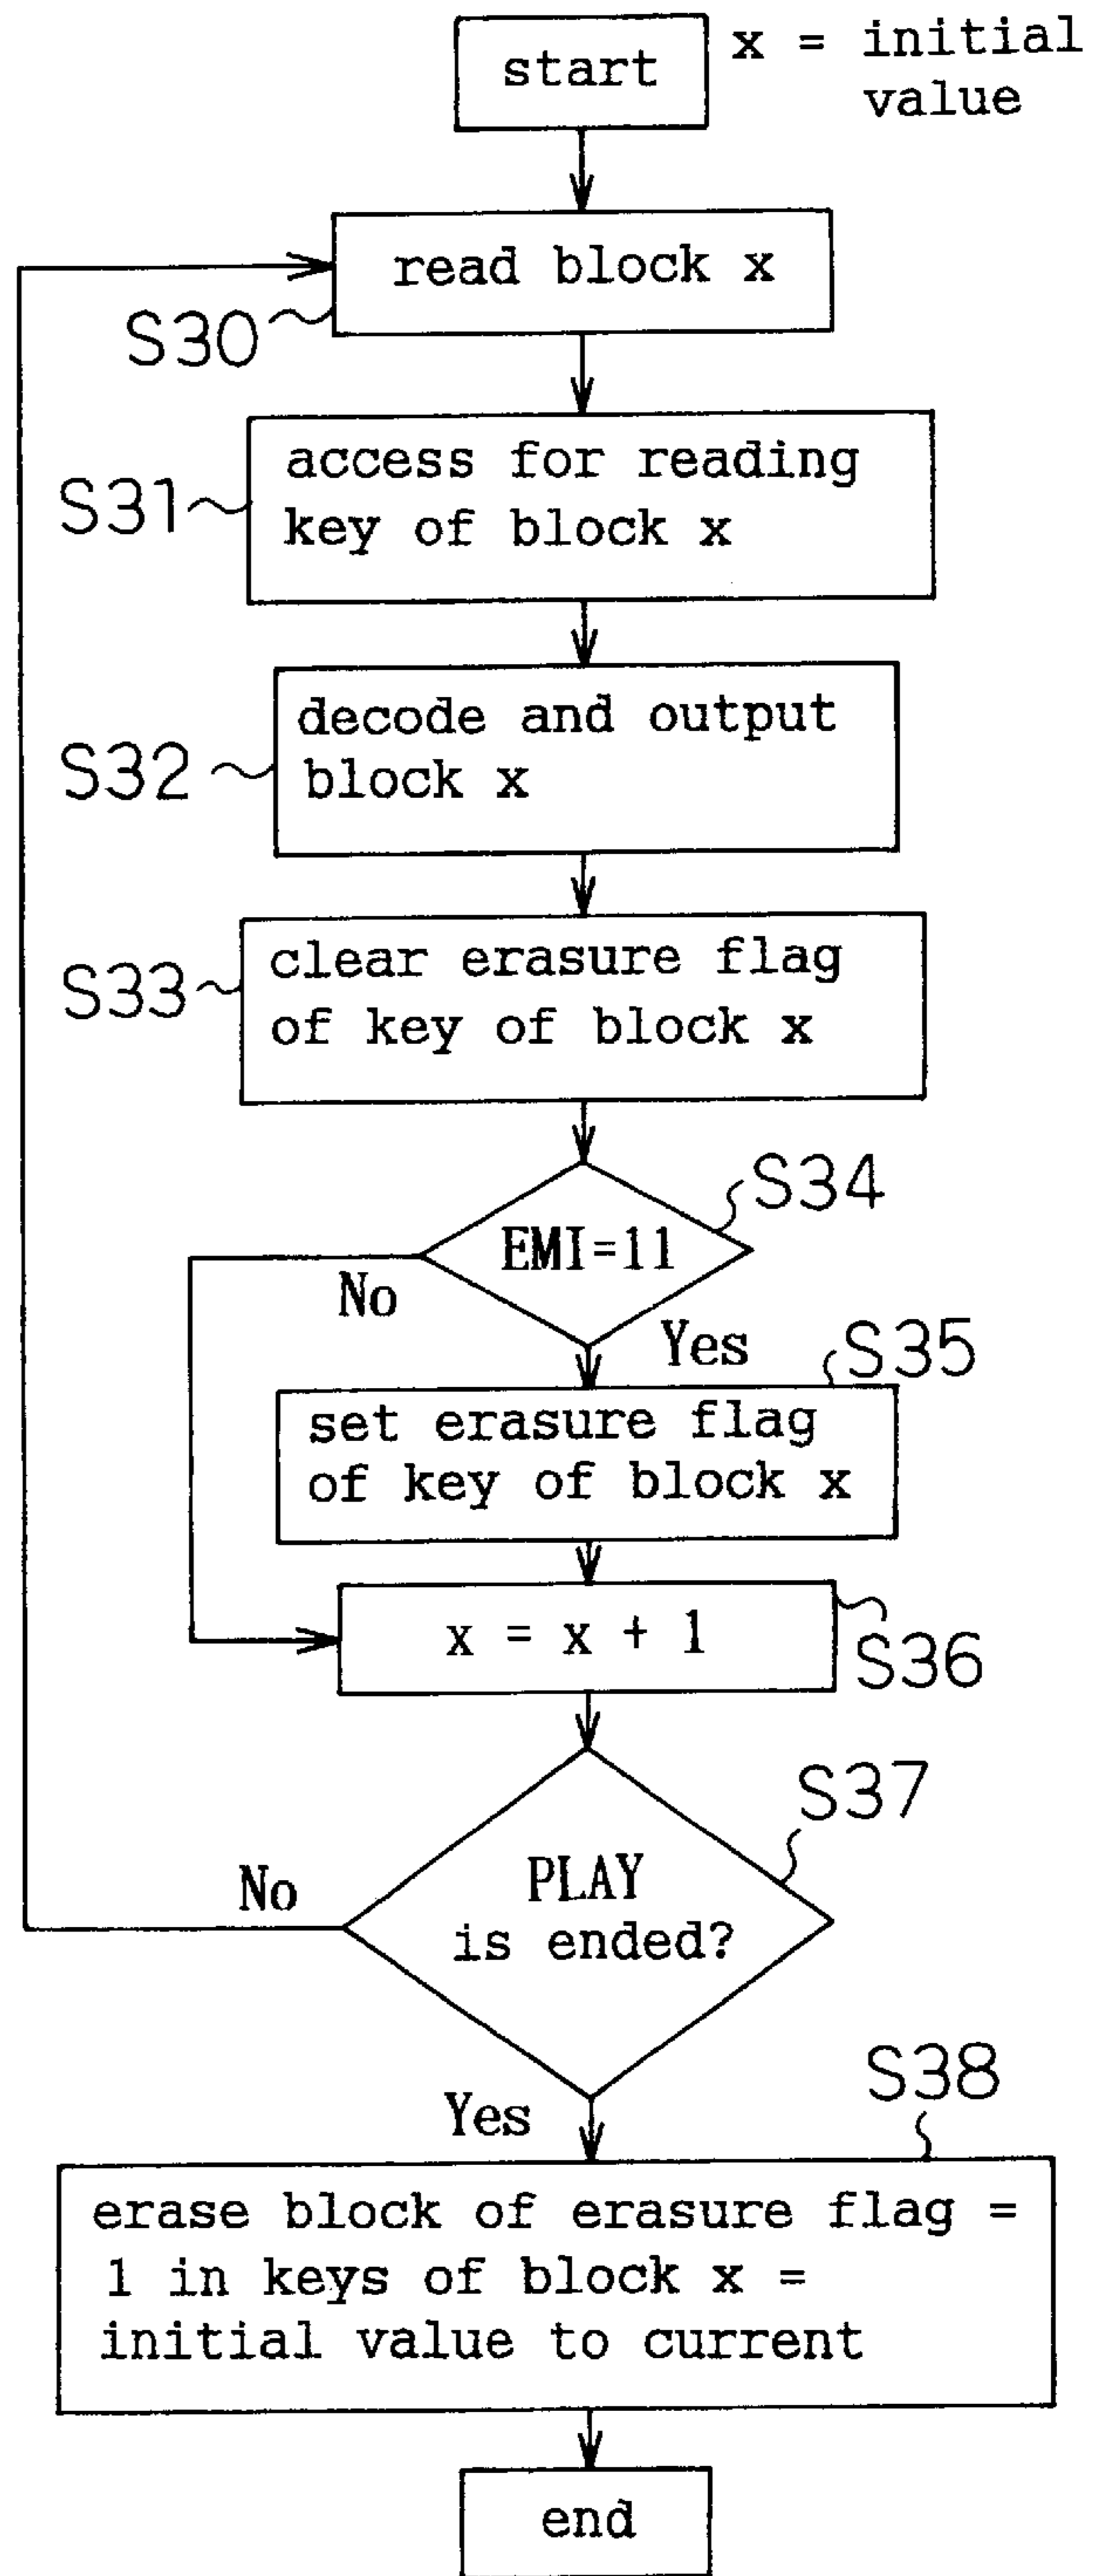 start
x = initial
value
read block x
S30
access for reading
key of block x
S31
decode and output
block x
S32
clear erasure flag
of key of block x
S33
S34
EMI=11
No
Yes
S35
set erasure flag
of key of block x
x = x + 1
S36
S37
PLAY
is ended?
No
Yes
S38
erase block of erasure flag =
1 in keys of block x =
initial value to current
end